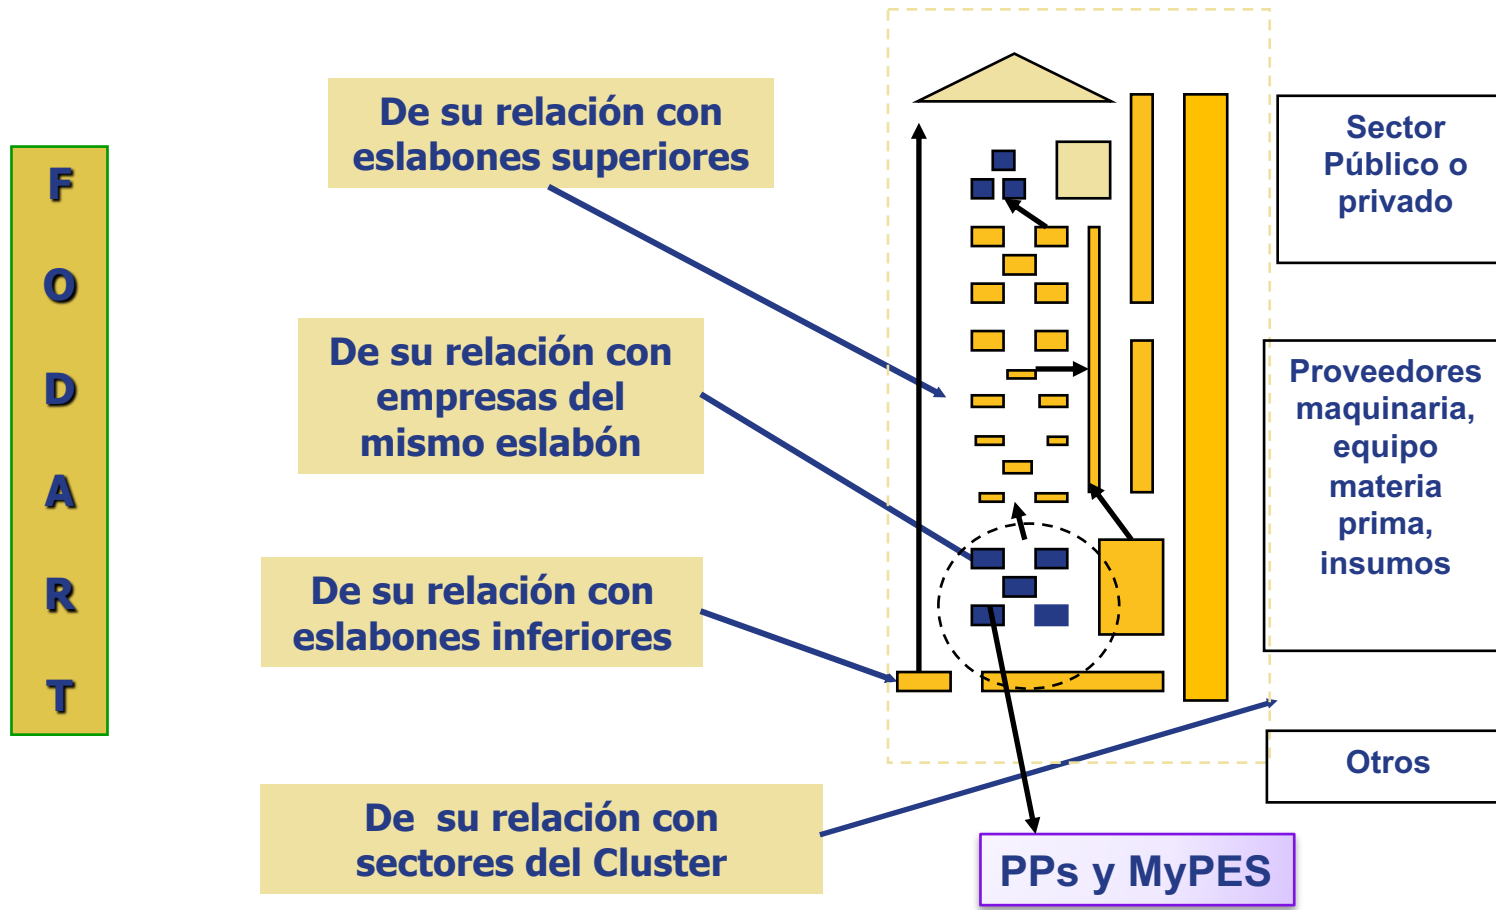 F
O
D
A
R
T
De su relación con
eslabones superiores
De su relación con
empresas del
mismo eslabón
De su relación con
eslabones inferiores
De  su relación con
sectores del Cluster
Sector
Público o
privado
Proveedores
maquinaria,
equipo
materia
prima,
insumos
Otros
PPs y MyPES